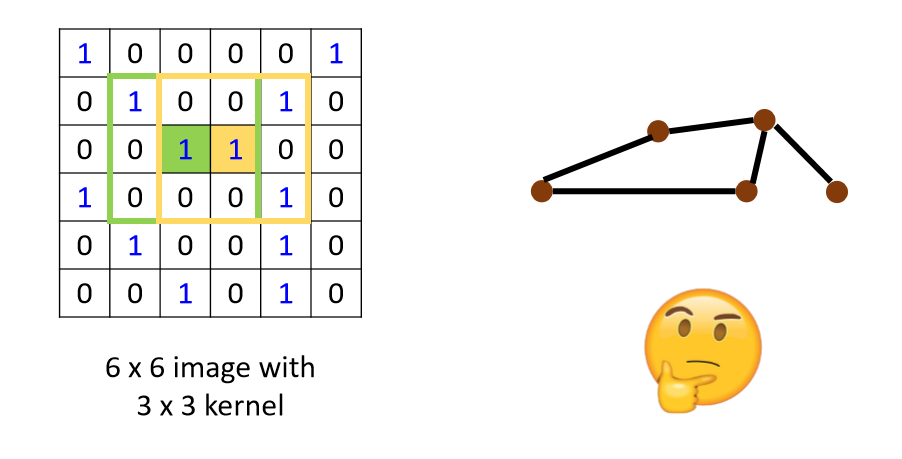 1 0 0 0 0 1
0 1 0 0 1 0
0 0 1 1 0 0
1 0 0 0 1 0
0 1 0 0 1 0
0 0 1 0 1 0
6 x 6 image with
3 x 3 kernel